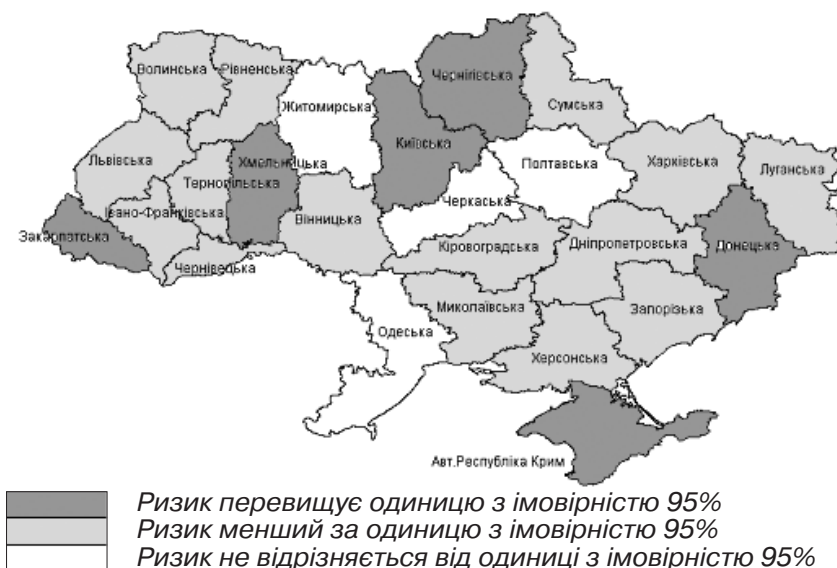 Волинська
Рівненська
Чернігівська
Житомирська
Сумська
Київська
Львівська
Хмельницька
Полтавська
Харківська
Луганська
Тернопільська
Черкаська
Івано-Франківська
Вінницька
Закарпатська
Кіровоградська
Дніпропетровська
Донецька
Чернівецька
Миколаївська
Запорізька
Одеська
Херсонська
Авт.Республіка Крим
Ризик перевищує одиницю з імовірністю 95%
Ризик менший за одиницю з імовірністю 95%
Ризик не відрізняється від одиниці з імовірністю 95%